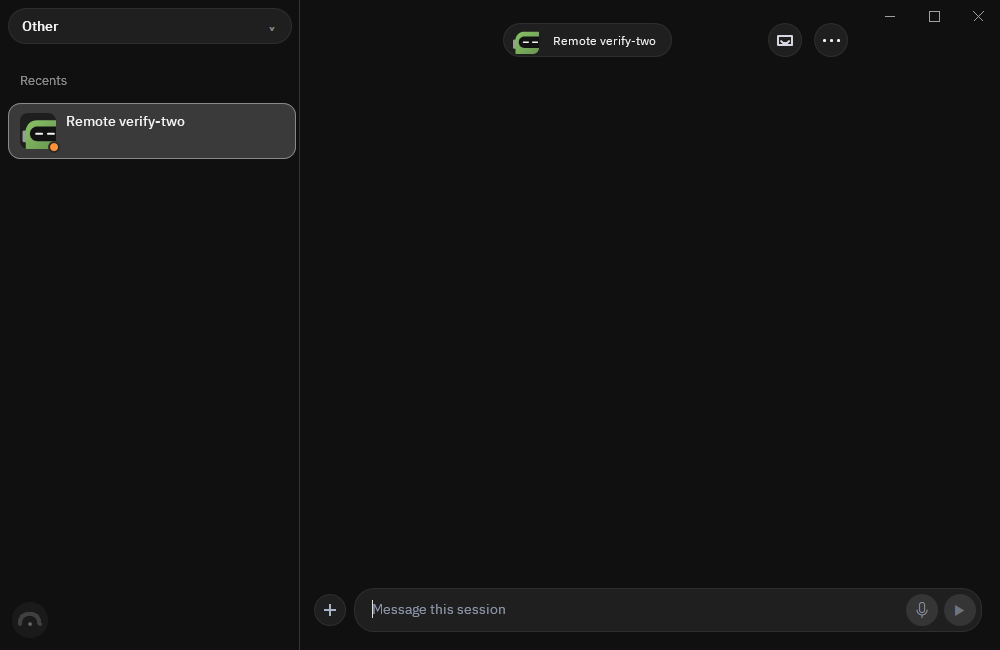 Other
Recents
Remote verify-two
Remote verify-two
Message this session